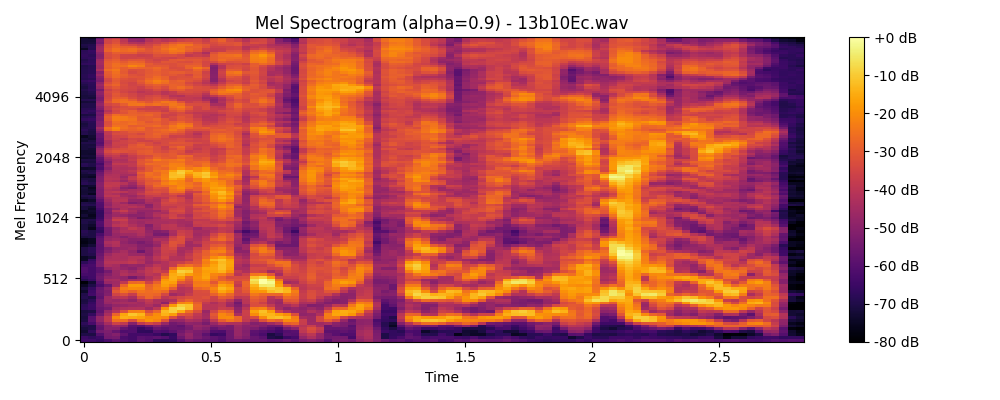 Mel Spectrogram (alpha=0.9) - 13b10Ec.wav
+0 dB
-10 dB
-20 dB
-30 dB
-40 dB
-50 dB
-60 dB
-70 dB
-80 dB
Mel Frequency
4096
2048
1024
512
0
0 0.5 1 1.5 2 2.5
Time